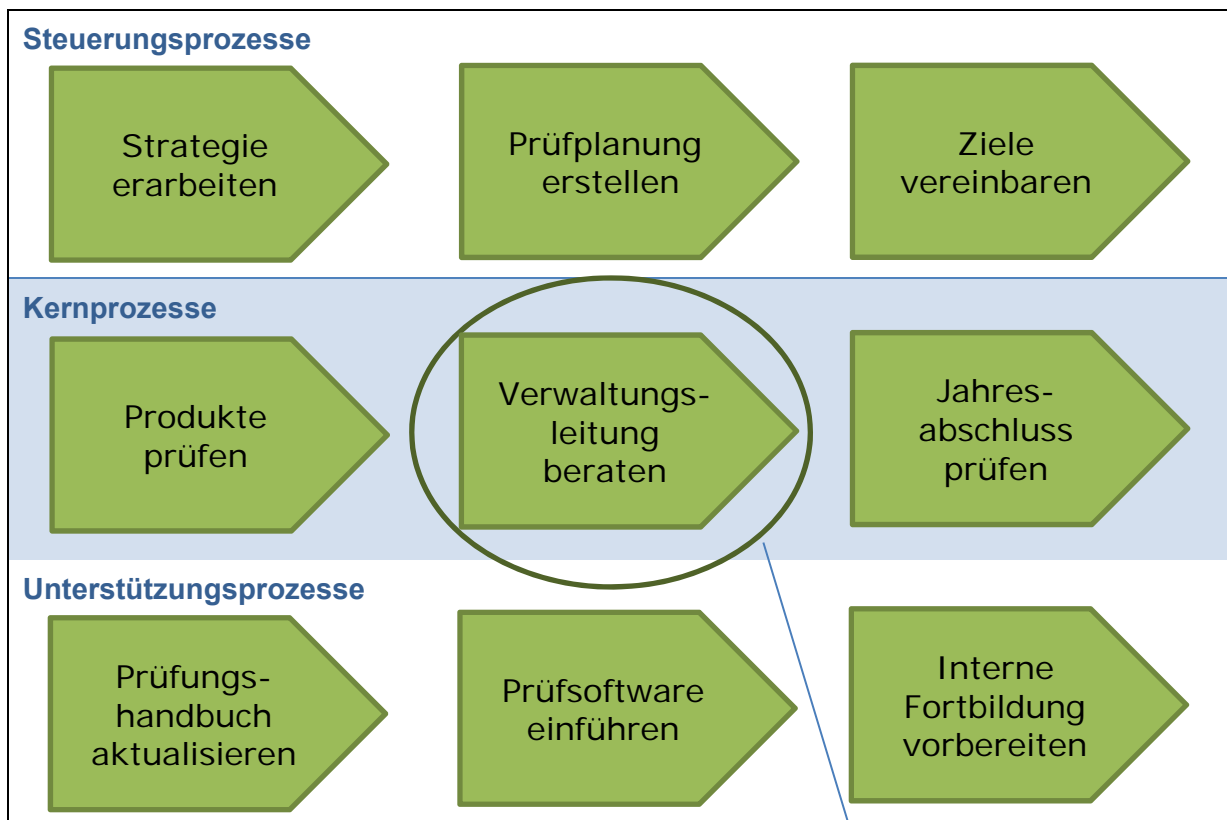 Steuerungsprozesse
Strategie
erarbeiten
Prüfplanung
erstellen
Ziele
vereinbaren
Kernprozesse
Produkte
prüfen
Verwaltungs-
leitung
beraten
Jahres-
abschluss
prüfen
Unterstützungsprozesse
Prüfungs-
handbuch
aktualisieren
Prüfsoftware
einführen
Interne
Fortbildung
vorbereiten